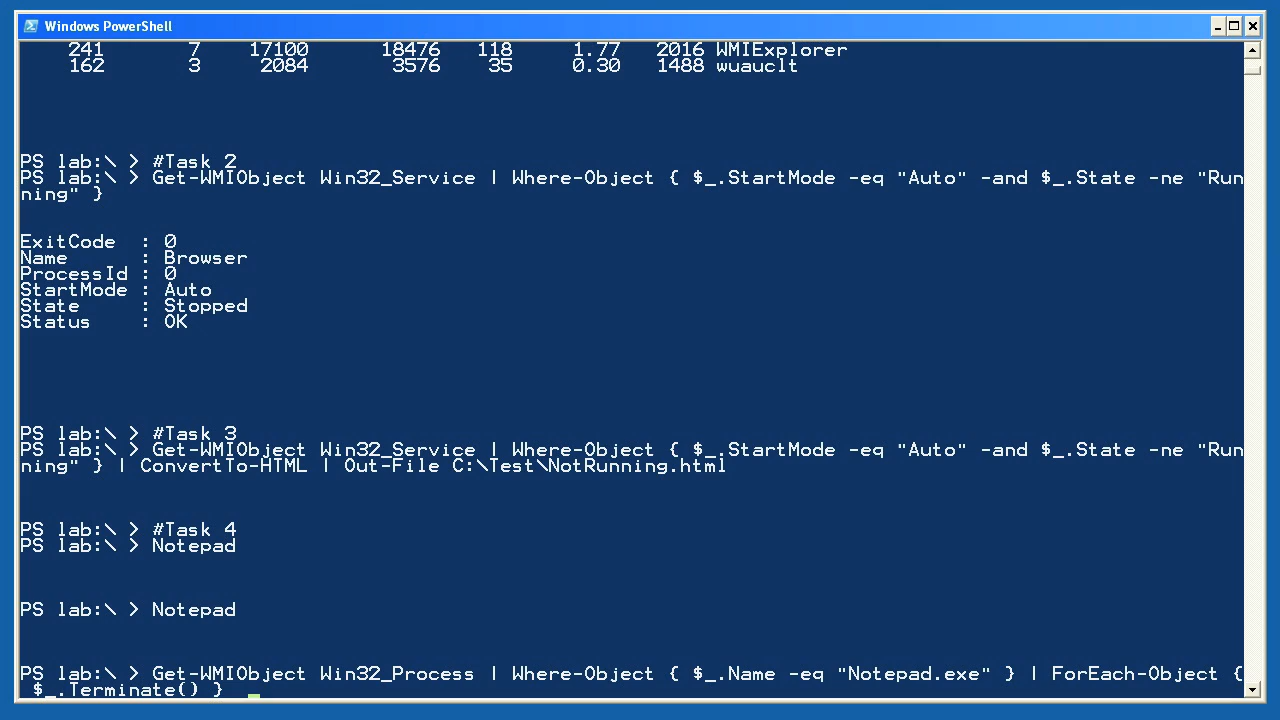 Windows PowerShell
241 7 17100 18476 118 1.77 2016 WMIExplorer
162 3 2084 3576 35 0.30 1488 wuauclt
PS lab:\ > #Task 2
PS lab:\ > Get-WMIObject Win32_Service | Where-Object { $_.StartMode -eq "Auto" -and $_.State -ne "Run
ning" }
ExitCode : 0
Name : Browser
ProcessId : 0
StartMode : Auto
State : Stopped
Status : OK
PS lab:\ > #Task 3
PS lab:\ > Get-WMIObject Win32_Service | Where-Object { $_.StartMode -eq "Auto" -and $_.State -ne "Run
ning" } | ConvertTo-HTML | Out-File C:\Test\NotRunning.html
PS lab:\ > #Task 4
PS lab:\ > Notepad
PS lab:\ > Notepad
PS lab:\ > Get-WMIObject Win32_Process | Where-Object { $_.Name -eq "Notepad.exe" } | ForEach-Object {
$_.Terminate() }